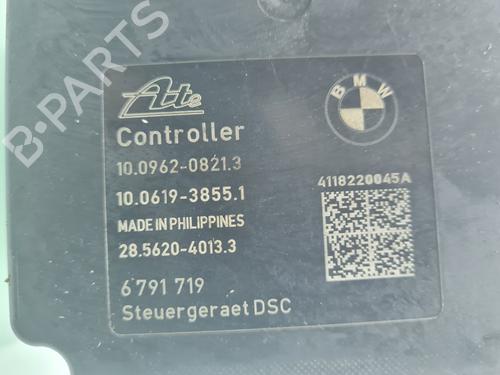 B-PARTS
Ate
BMW
Controller
10.0962-0821.3
10.0619-3855.1
4118220045A
MADE IN PHILIPPINES
28.5620-4013.3
6 791 719
Steuergeraet DSC